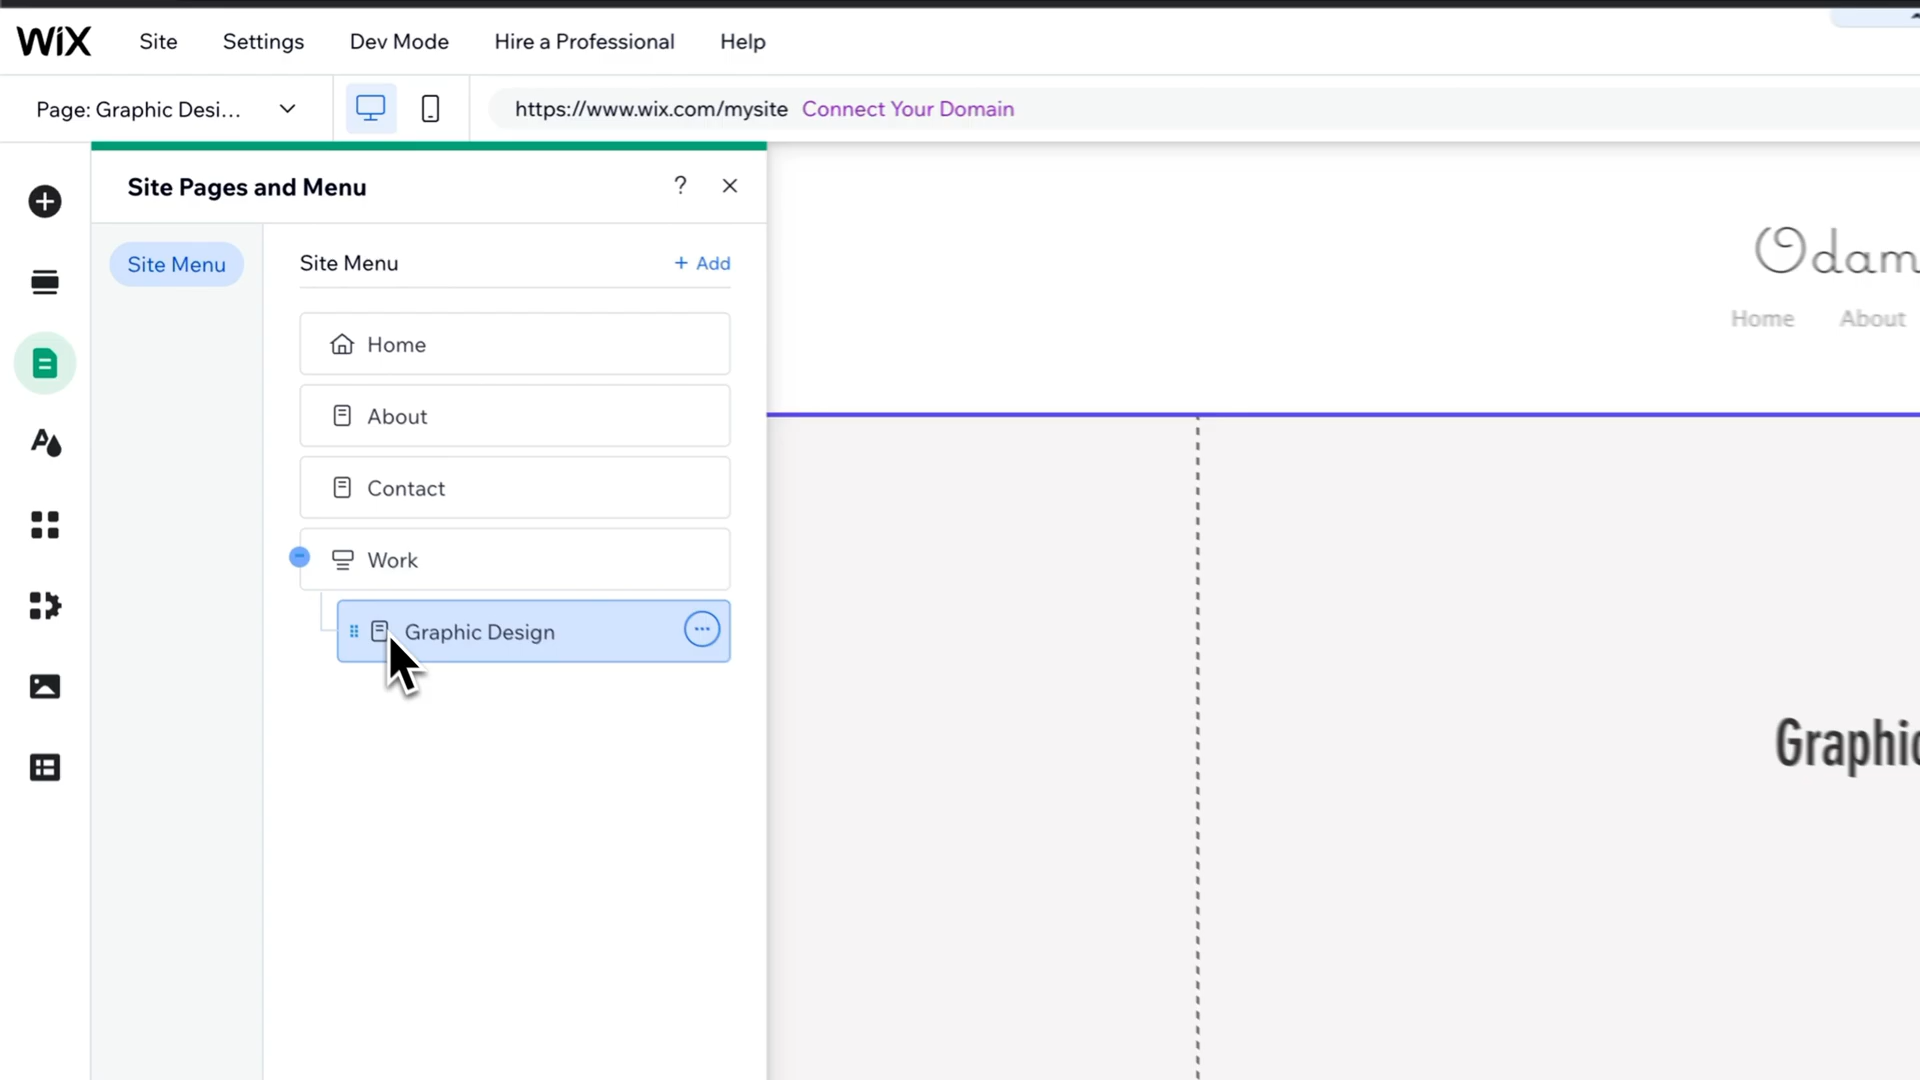 WiX Site Settings Dev Mode Hire a Professional Help
Page: Graphic Desi... https://www.wix.com/mysite Connect Your Domain
Site Pages and Menu ? ×
Site Menu
Site Menu + Add
Home
About
Contact
Work
Graphic Design
Odam
Home About
Graphic